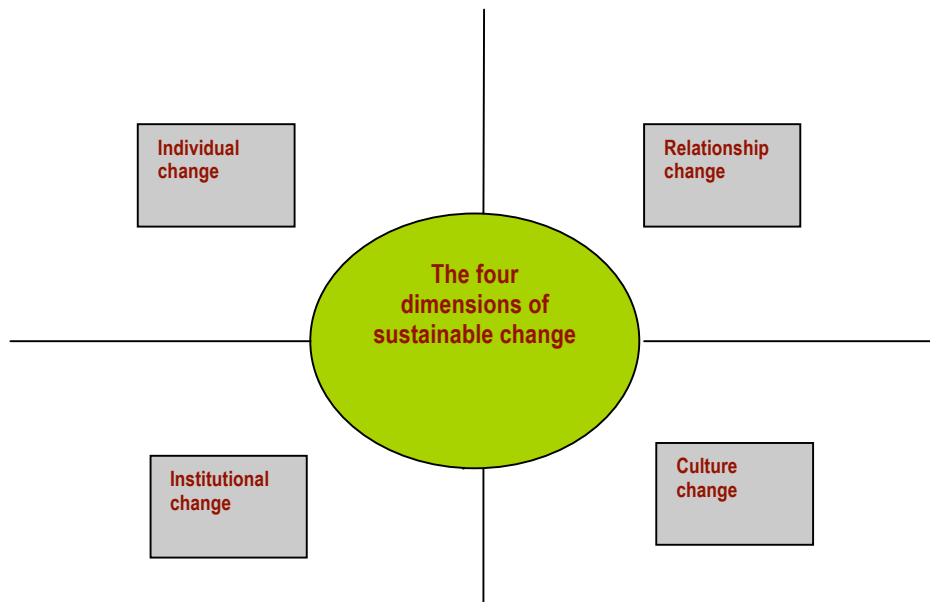 Individual
change
Relationship
change
The four
dimensions of
sustainable change
Institutional
change
Culture
change